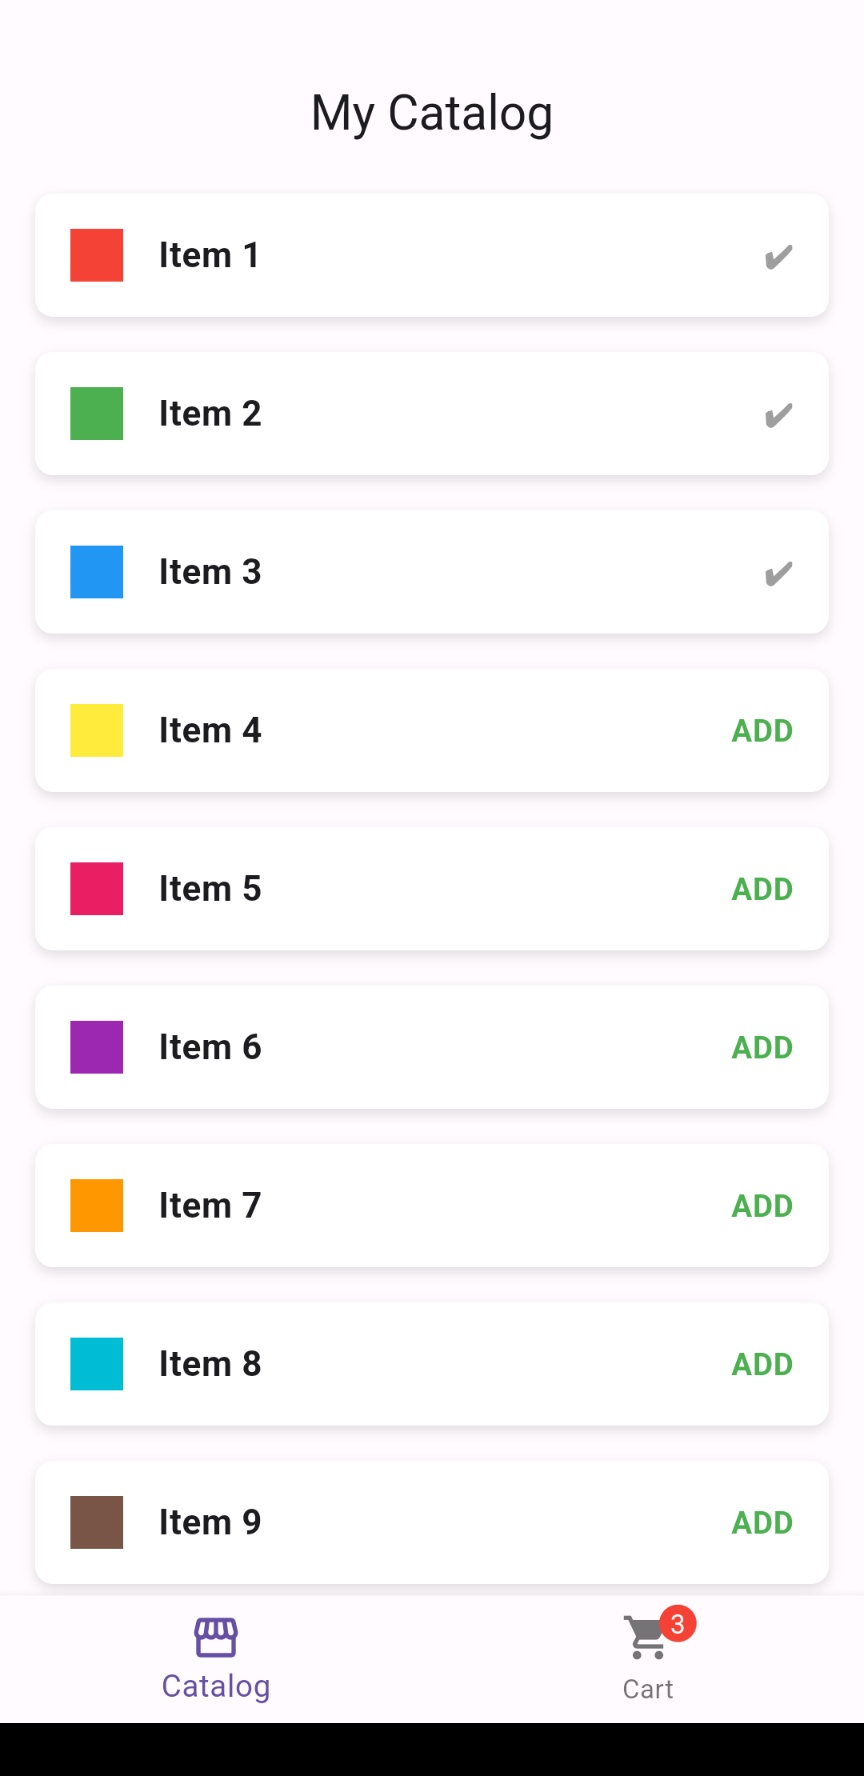 My Catalog
Item 1 ✔
Item 2 ✔
Item 3 ✔
Item 4 ADD
Item 5 ADD
Item 6 ADD
Item 7 ADD
Item 8 ADD
Item 9 ADD
3
Catalog Cart